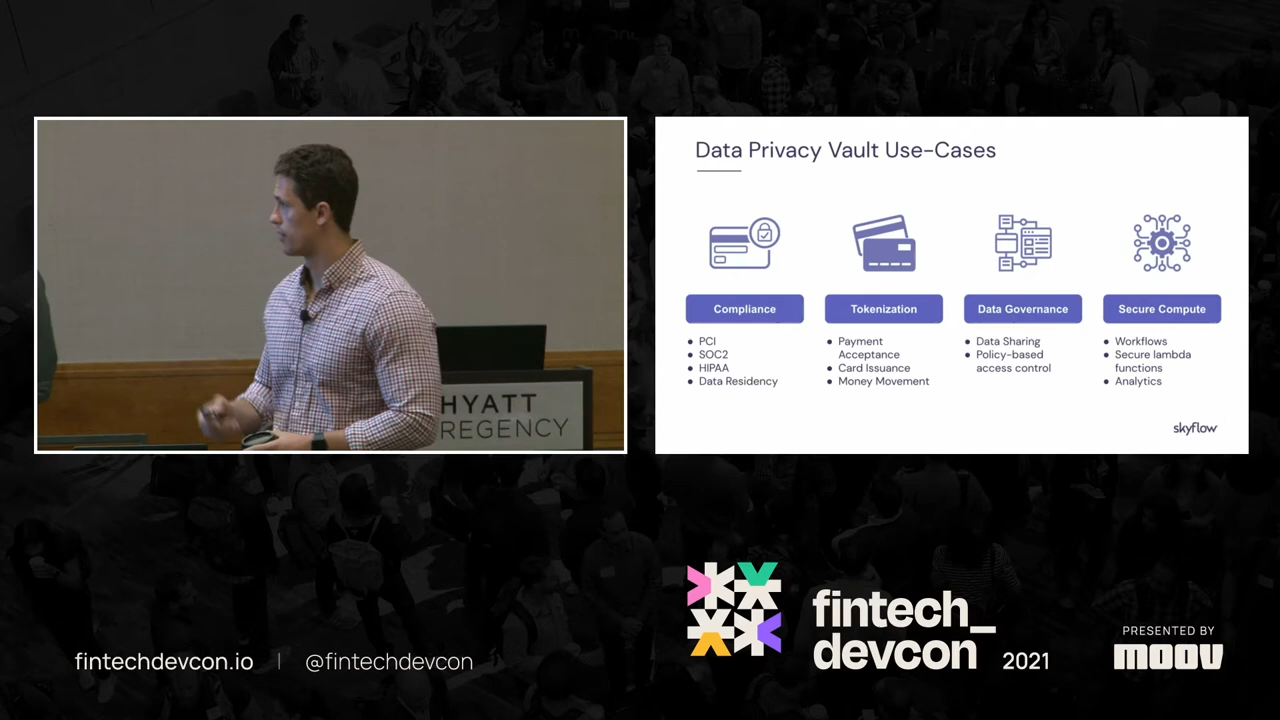 HYATT
REGENCY
Data Privacy Vault Use-Cases
Compliance
PCI
SOC2
HIPAA
Data Residency
Tokenization
Payment
Acceptance
Card Issuance
Money Movement
Data Governance
Data Sharing
Policy-based
access control
Secure Compute
Workflows
Secure lambda
functions
Analytics
skyflow
fintechdevcon.io | @fintechdevcon
fintech_
devcon 2021
PRESENTED BY
moov